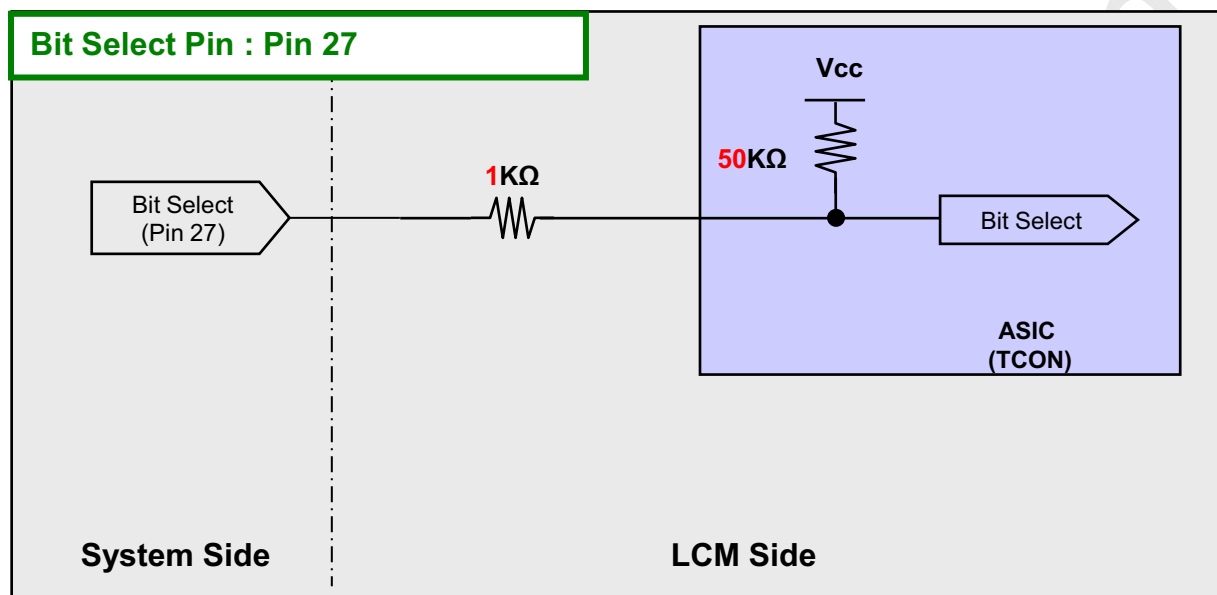 Bit Select Pin : Pin 27
Vcc
50KΩ
1KΩ
Bit Select
(Pin 27)
Bit Select
ASIC
(TCON)
System Side
LCM Side